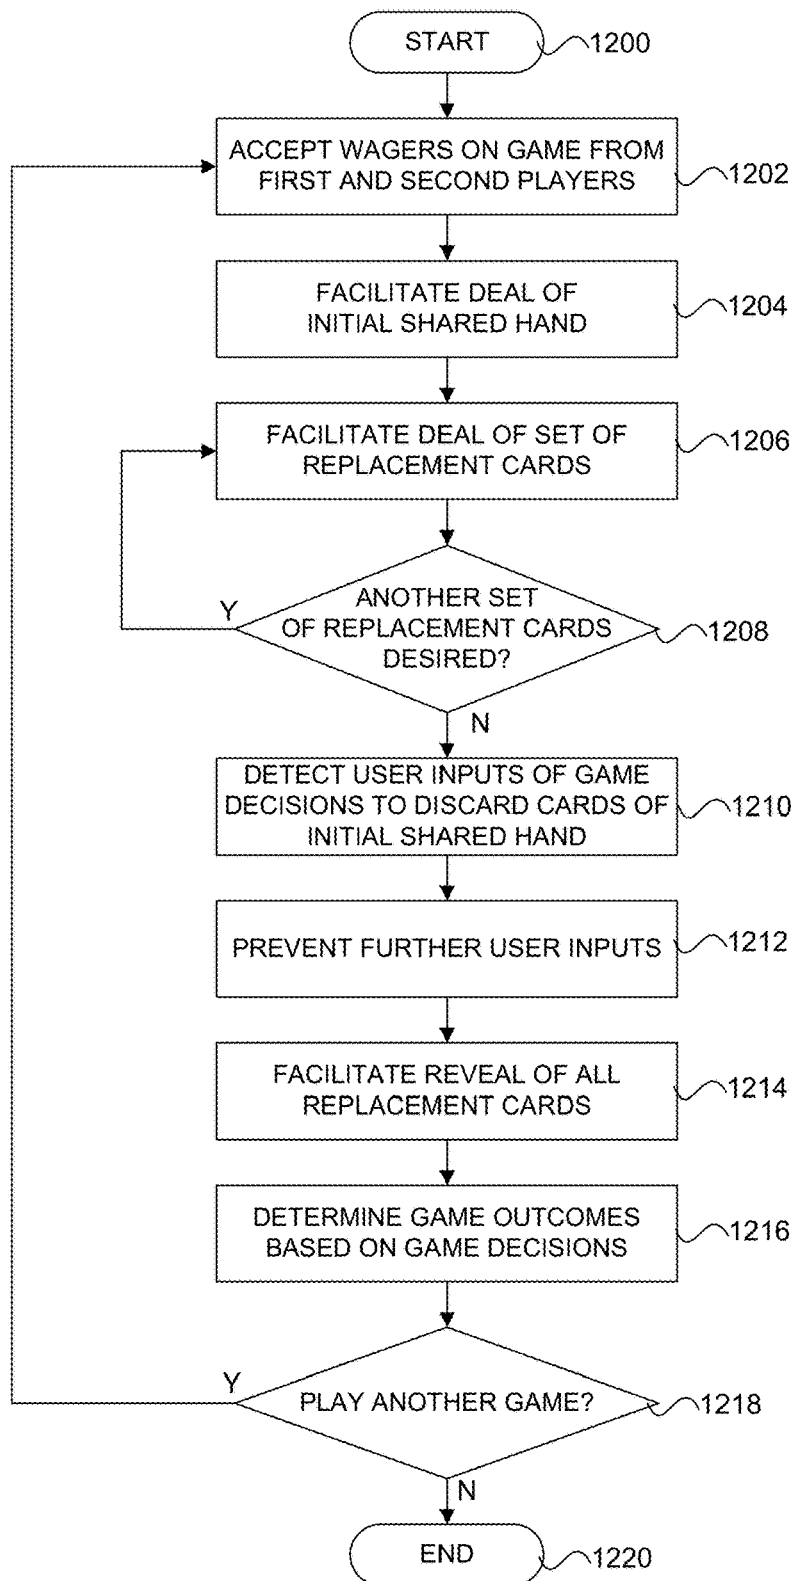 START
1200
ACCEPT WAGERS ON GAME FROM
FIRST AND SECOND PLAYERS
1202
FACILITATE DEAL OF
INITIAL SHARED HAND
1204
FACILITATE DEAL OF SET OF
REPLACEMENT CARDS
1206
Y
ANOTHER SET
OF REPLACEMENT CARDS
DESIRED?
1208
N
DETECT USER INPUTS OF GAME
DECISIONS TO DISCARD CARDS OF
INITIAL SHARED HAND
1210
PREVENT FURTHER USER INPUTS
1212
FACILITATE REVEAL OF ALL
REPLACEMENT CARDS
1214
DETERMINE GAME OUTCOMES
BASED ON GAME DECISIONS
1216
Y
PLAY ANOTHER GAME?
1218
N
END
1220